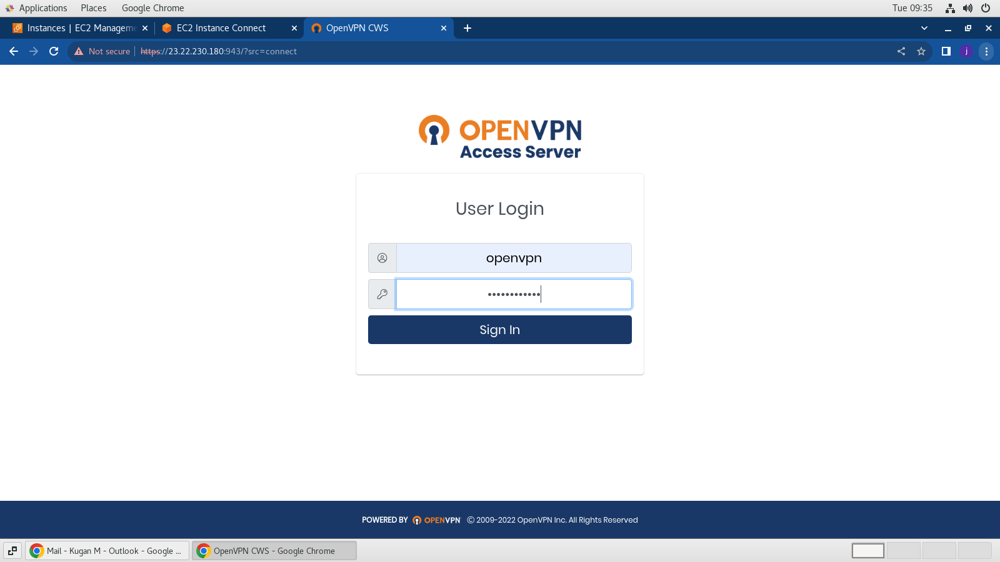 Applications Places Google Chrome Tue 09:35
Instances | EC2 Manageme EC2 Instance Connect OpenVPN CWS
Not secure https://23.22.230.180:943/?src=connect j
OPENVPN
Access Server
User Login
openvpn
••••••••••••
Sign In
POWERED BY OPENVPN © 2009-2022 OpenVPN Inc. All Rights Reserved
Mail - Kugan M - Outlook - Google ... OpenVPN CWS - Google Chrome